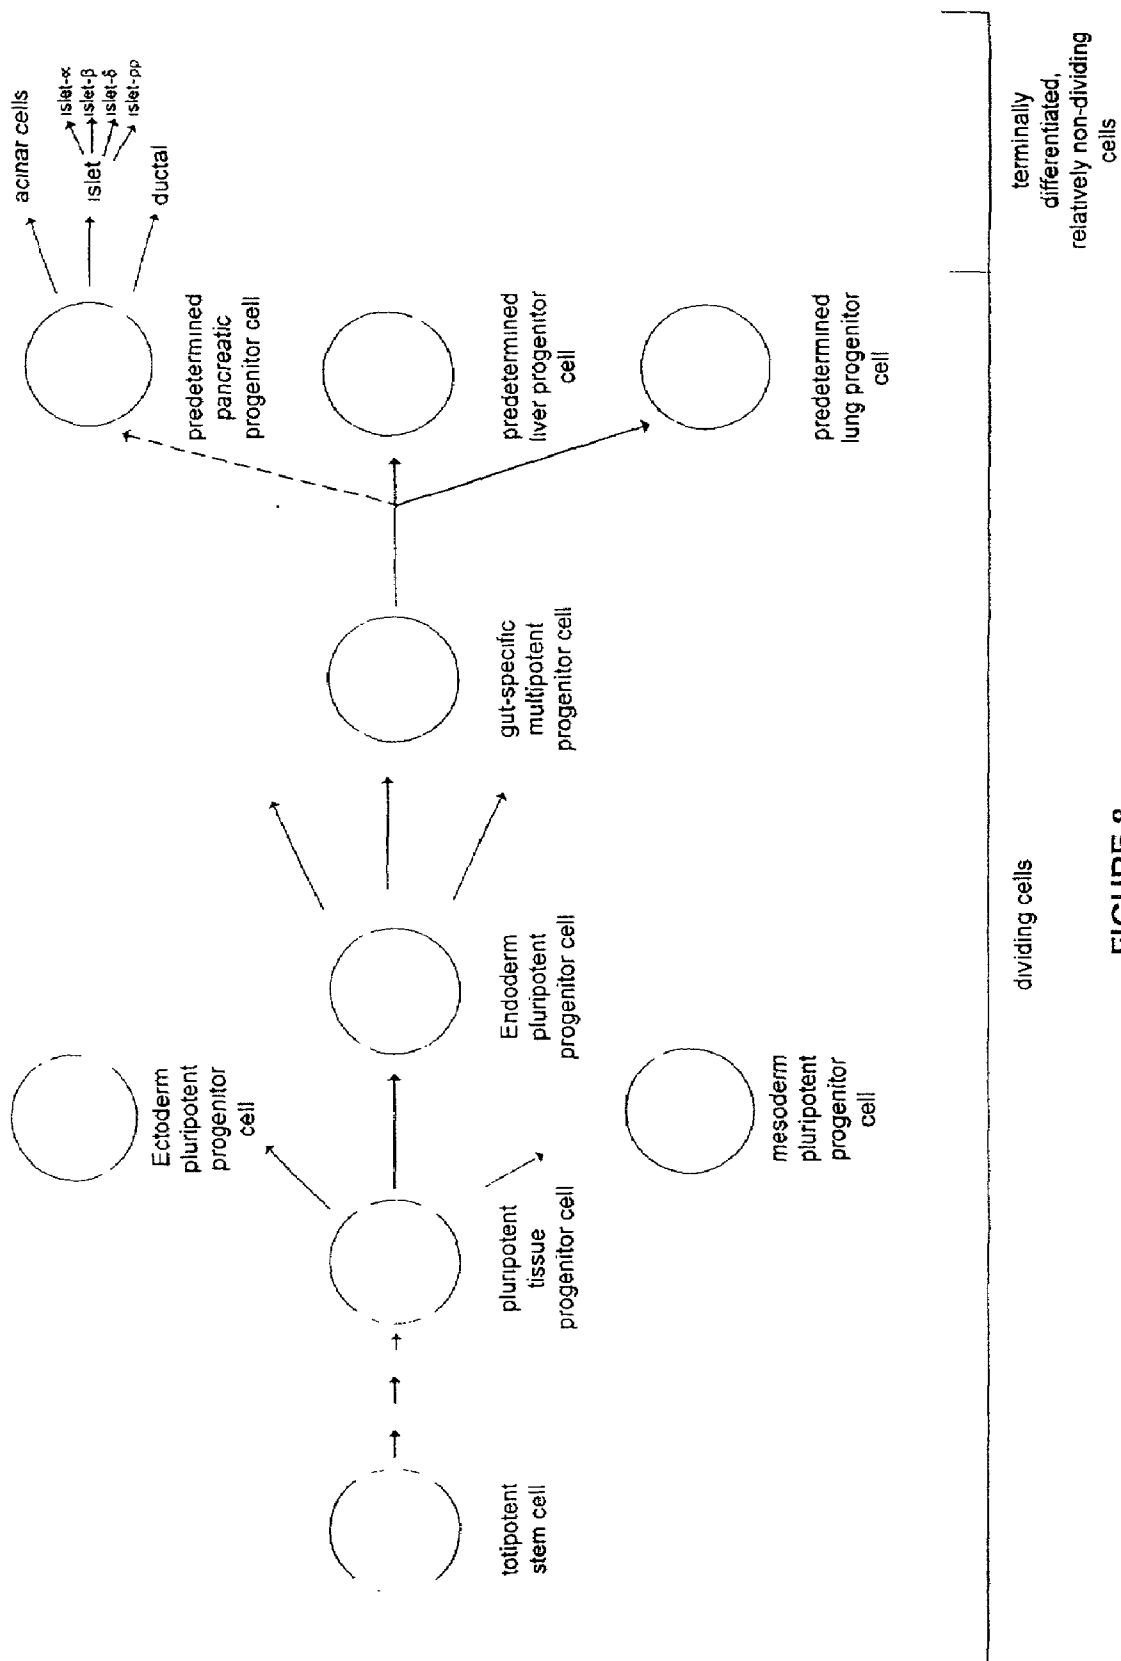 totipotent
stem cell
pluripotent
tissue
progenitor cell
Ectoderm
pluripotent
progenitor
cell
Endoderm
pluripotent
progenitor cell
mesoderm
pluripotent
progenitor
cell
gut-specific
multipotent
progenitor cell
predetermined
pancreatic
progenitor cell
predetermined
liver progenitor
cell
predetermined
lung progenitor
cell
acinar cells
islet
islet-α
islet-β
islet-δ
islet-pp
ductal
dividing cells
terminally
differentiated,
relatively non-dividing
cells